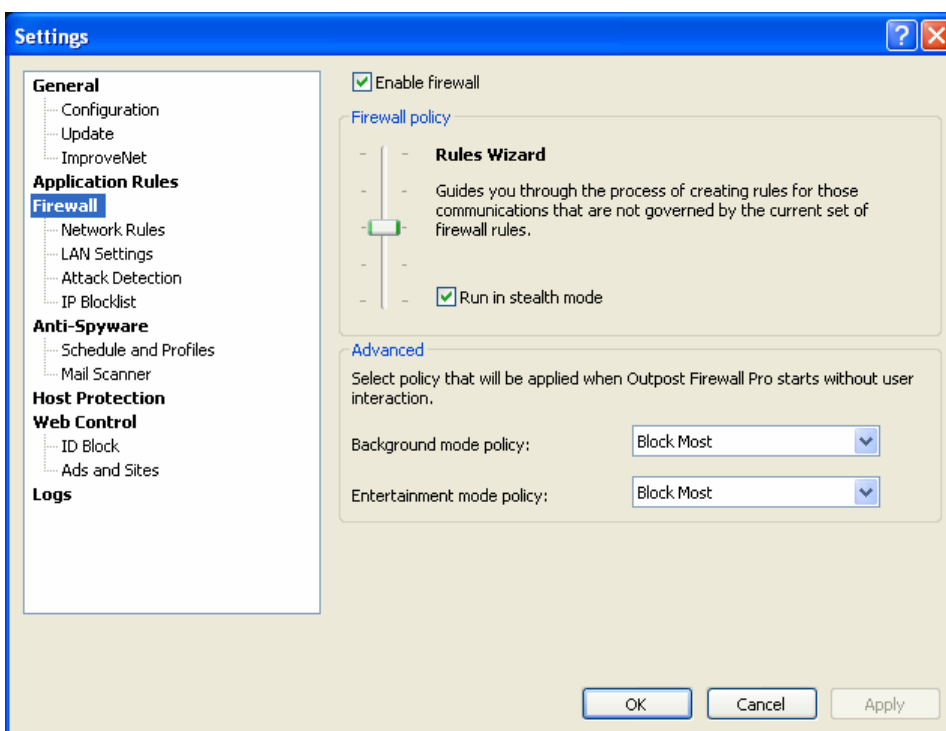 Settings
General
Configuration
Update
ImproveNet
Application Rules
Firewall
Network Rules
LAN Settings
Attack Detection
IP Blocklist
Anti-Spyware
Schedule and Profiles
Mail Scanner
Host Protection
Web Control
ID Block
Ads and Sites
Logs
Enable firewall
Firewall policy
Rules Wizard
Guides you through the process of creating rules for those
communications that are not governed by the current set of
firewall rules.
Run in stealth mode
Advanced
Select policy that will be applied when Outpost Firewall Pro starts without user
interaction.
Background mode policy: Block Most
Entertainment mode policy: Block Most
OK Cancel Apply